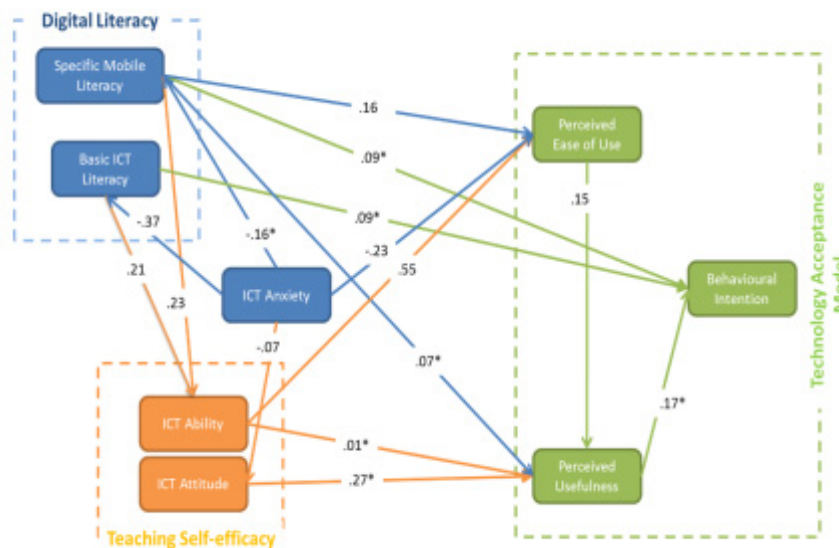 Digital Literacy
Specific Mobile
Literacy
.16
Perceived
Ease of Use
Basic ICT
Literacy
.09*
.15
.09*
-.37
-.16*
-.23
.21
.55
ICT Anxiety
Behavioural
Intention
.23
-.07
.07*
.17*
ICT Ability
.01*
ICT Attitude
.27*
Perceived
Usefulness
Teaching Self-efficacy
Technology Acceptance
Model